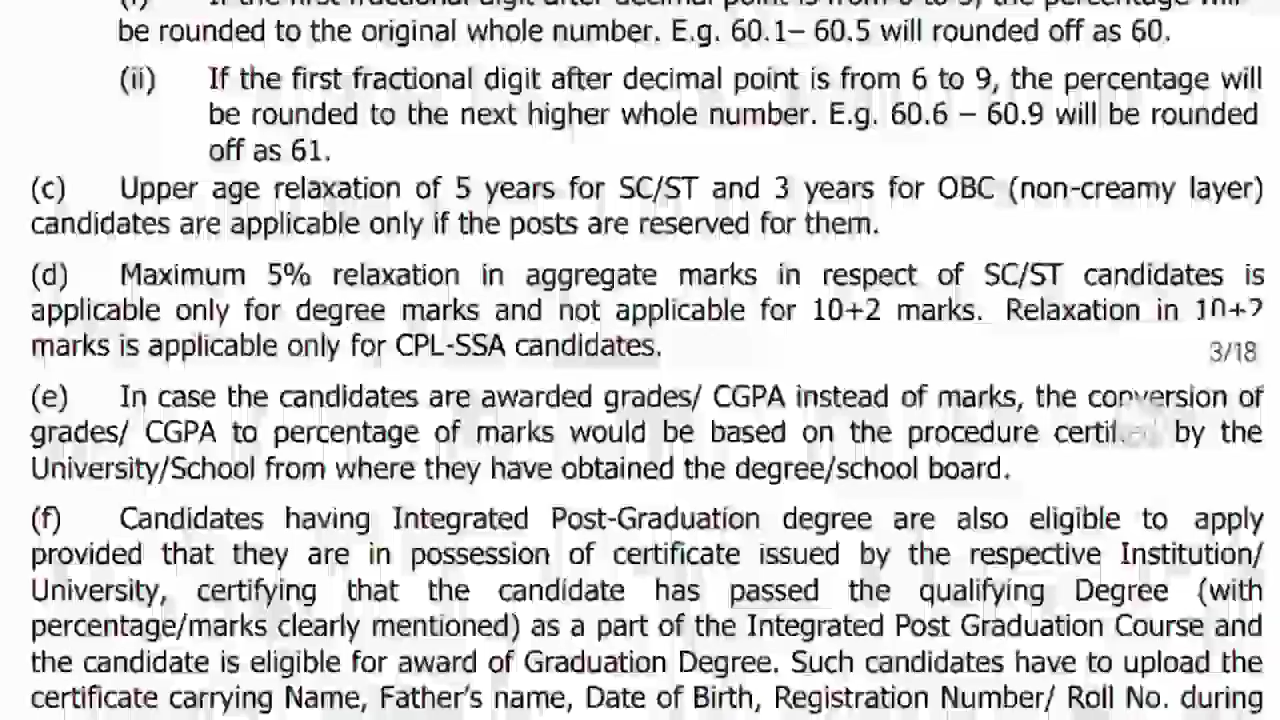 be rounded to the original whole number. E.g. 60.1– 60.5 will rounded off as 60.
(ii) If the first fractional digit after decimal point is from 6 to 9, the percentage will
be rounded to the next higher whole number. E.g. 60.6 – 60.9 will be rounded
off as 61.
(c) Upper age relaxation of 5 years for SC/ST and 3 years for OBC (non-creamy layer)
candidates are applicable only if the posts are reserved for them.
(d) Maximum 5% relaxation in aggregate marks in respect of SC/ST candidates is
applicable only for degree marks and not applicable for 10+2 marks. Relaxation in 10+2
marks is applicable only for CPL-SSA candidates.
3/18
(e) In case the candidates are awarded grades/ CGPA instead of marks, the conversion of
grades/ CGPA to percentage of marks would be based on the procedure by the
University/School from where they have obtained the degree/school board.
(f) Candidates having Integrated Post-Graduation degree are also eligible to apply
provided that they are in possession of certificate issued by the respective Institution/
University, certifying that the candidate has passed the qualifying Degree (with
percentage/marks clearly mentioned) as a part of the Integrated Post Graduation Course and
the candidate is eligible for award of Graduation Degree. Such candidates have to upload the
certificate carrying Name, Father's name, Date of Birth, Registration Number/ Roll No. during